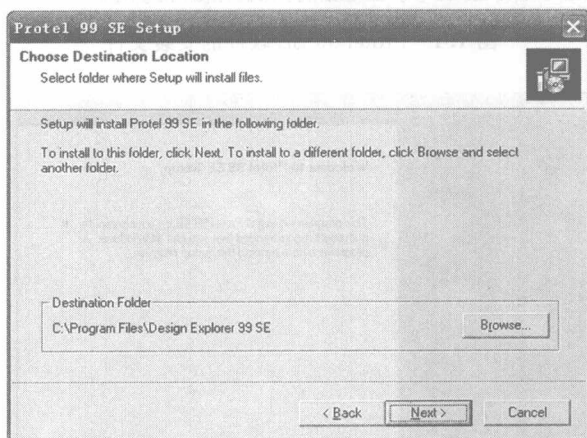 Protel 99 SE Setup
Choose Destination Location
Select folder where Setup will install files.
Setup will install Protel 99 SE in the following folder.
To install to this folder, click Next. To install to a different folder, click Browse and select
another folder.
Destination Folder
C:\Program Files\Design Explorer 99 SE
Browse...
< Back
Next >
Cancel